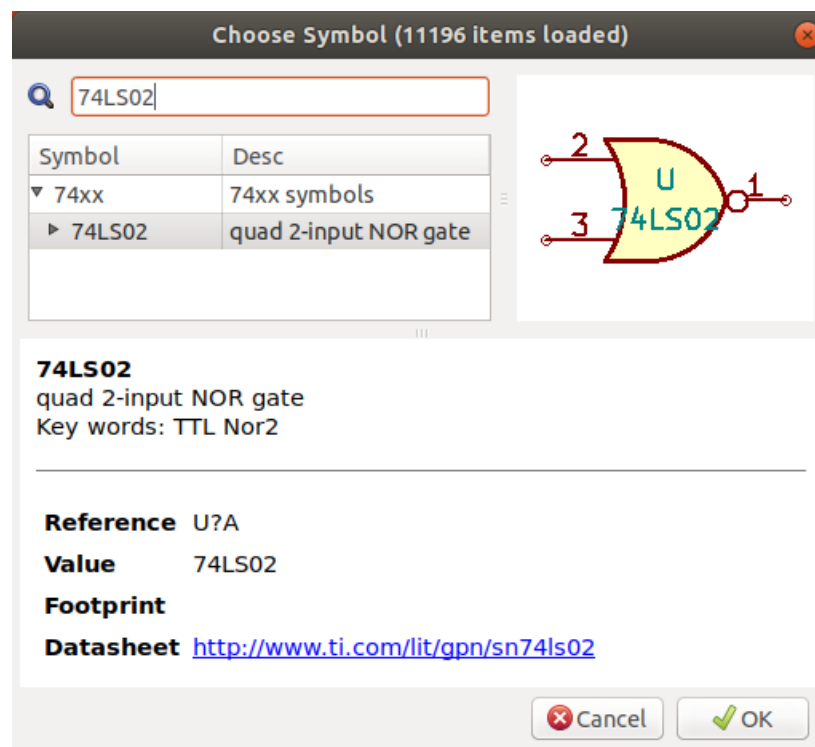 Choose Symbol (11196 items loaded)
74LS02
Symbol Desc
74xx 74xx symbols
74LS02 quad 2-input NOR gate
2
3
U
74LS02
1
74LS02
quad 2-input NOR gate
Key words: TTL Nor2
Reference U?A
Value 74LS02
Footprint
Datasheet http://www.ti.com/lit/gpn/sn74ls02
Cancel OK